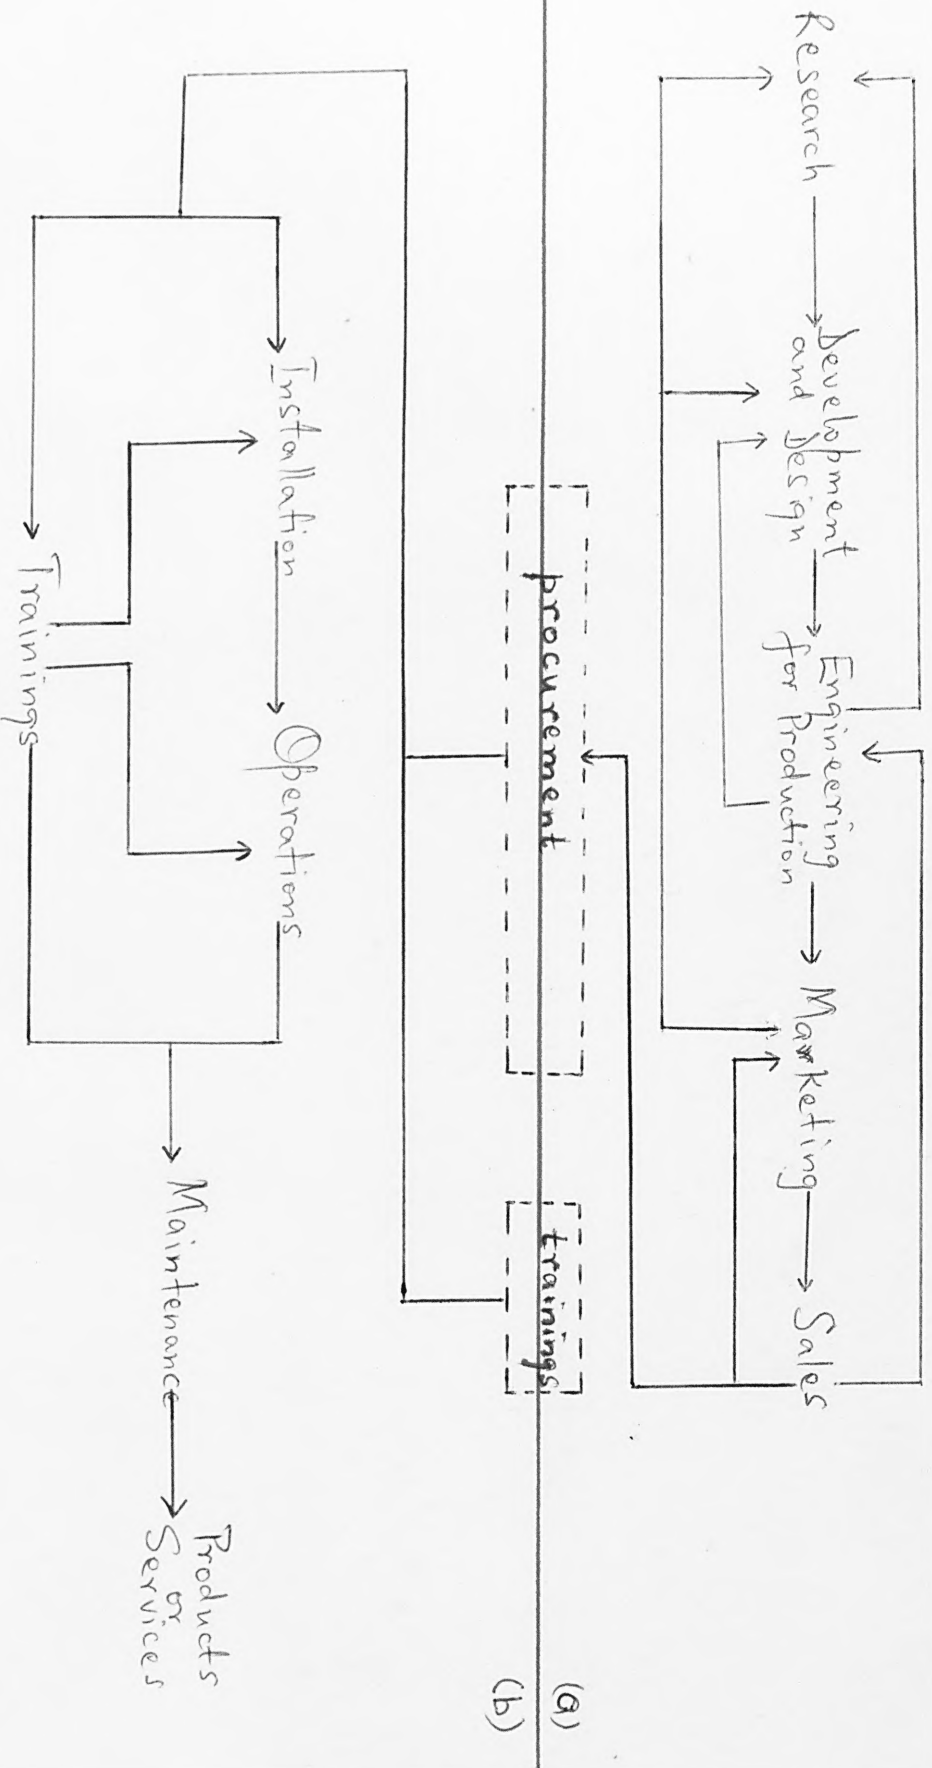 Research
Development
and Design
Engineering
for Production
Marketing
Sales
(a)
procurement
trainings
(b)
Installation
Operations
Trainings
Maintenance
Products
or
Services